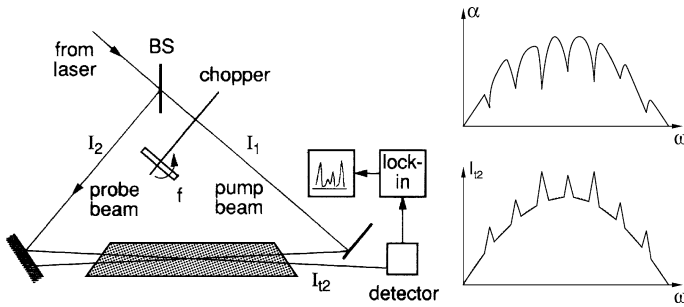 from
laser
BS
chopper
I₂
I₁
probe
beam
f
pump
beam
lock-
in
Iₜ₂
detector
α
ω
Iₜ₂
ω